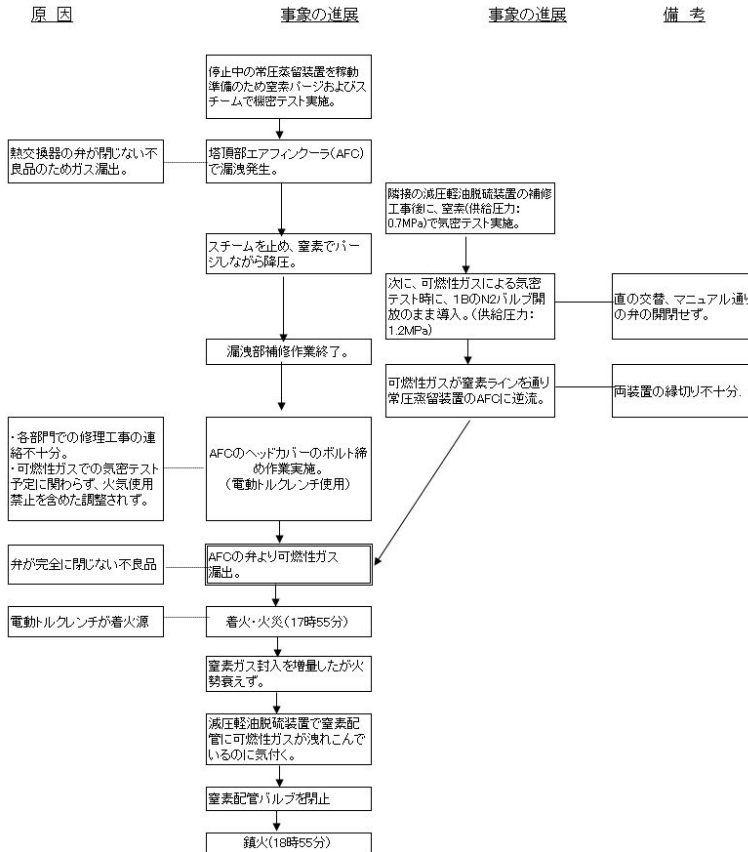 原 因
事象の進展
事象の進展
備 考
停止中の常圧蒸留装置を稼動
準備のため窒素パージおよびス
チームで機密テスト実施。
熱交換器の弁が閉じない不
良品のためガス漏出。
塔頂部エアフィンクーラ(AFC)
で漏洩発生。
隣接の減圧軽油脱硫装置の補修
工事後に、窒素(供給圧力:
0.7MPa)で気密テスト実施。
スチームを止め、窒素でパー
ジしながら降圧。
次に、可燃性ガスによる気密
テスト時に、1BのN2バルブ開
放のまま導入。(供給圧力:
1.2MPa)
直の交替、マニュアル通り
の弁の開閉せず。
漏洩部補修作業終了。
可燃性ガスが窒素ラインを通り
常圧蒸留装置のAFCに逆流。
両装置の縁切り不十分.
・各部門での修理工事の連
絡不十分。
・可燃性ガスでの気密テスト
予定に関わらず、火気使用
禁止を含めた調整されず。
AFCのヘッドカバーのボルト締
め作業実施。
(電動トルクレンチ使用)
弁が完全に閉じない不良品
AFCの弁より可燃性ガス
漏出。
電動トルクレンチが着火源
着火・火災(17時55分)
窒素ガス封入を増量したが火
勢衰えず。
減圧軽油脱硫装置で窒素配
管に可燃性ガスが洩れこんで
いるのに気付く。
窒素配管バルブを閉止
鎮火(18時55分)